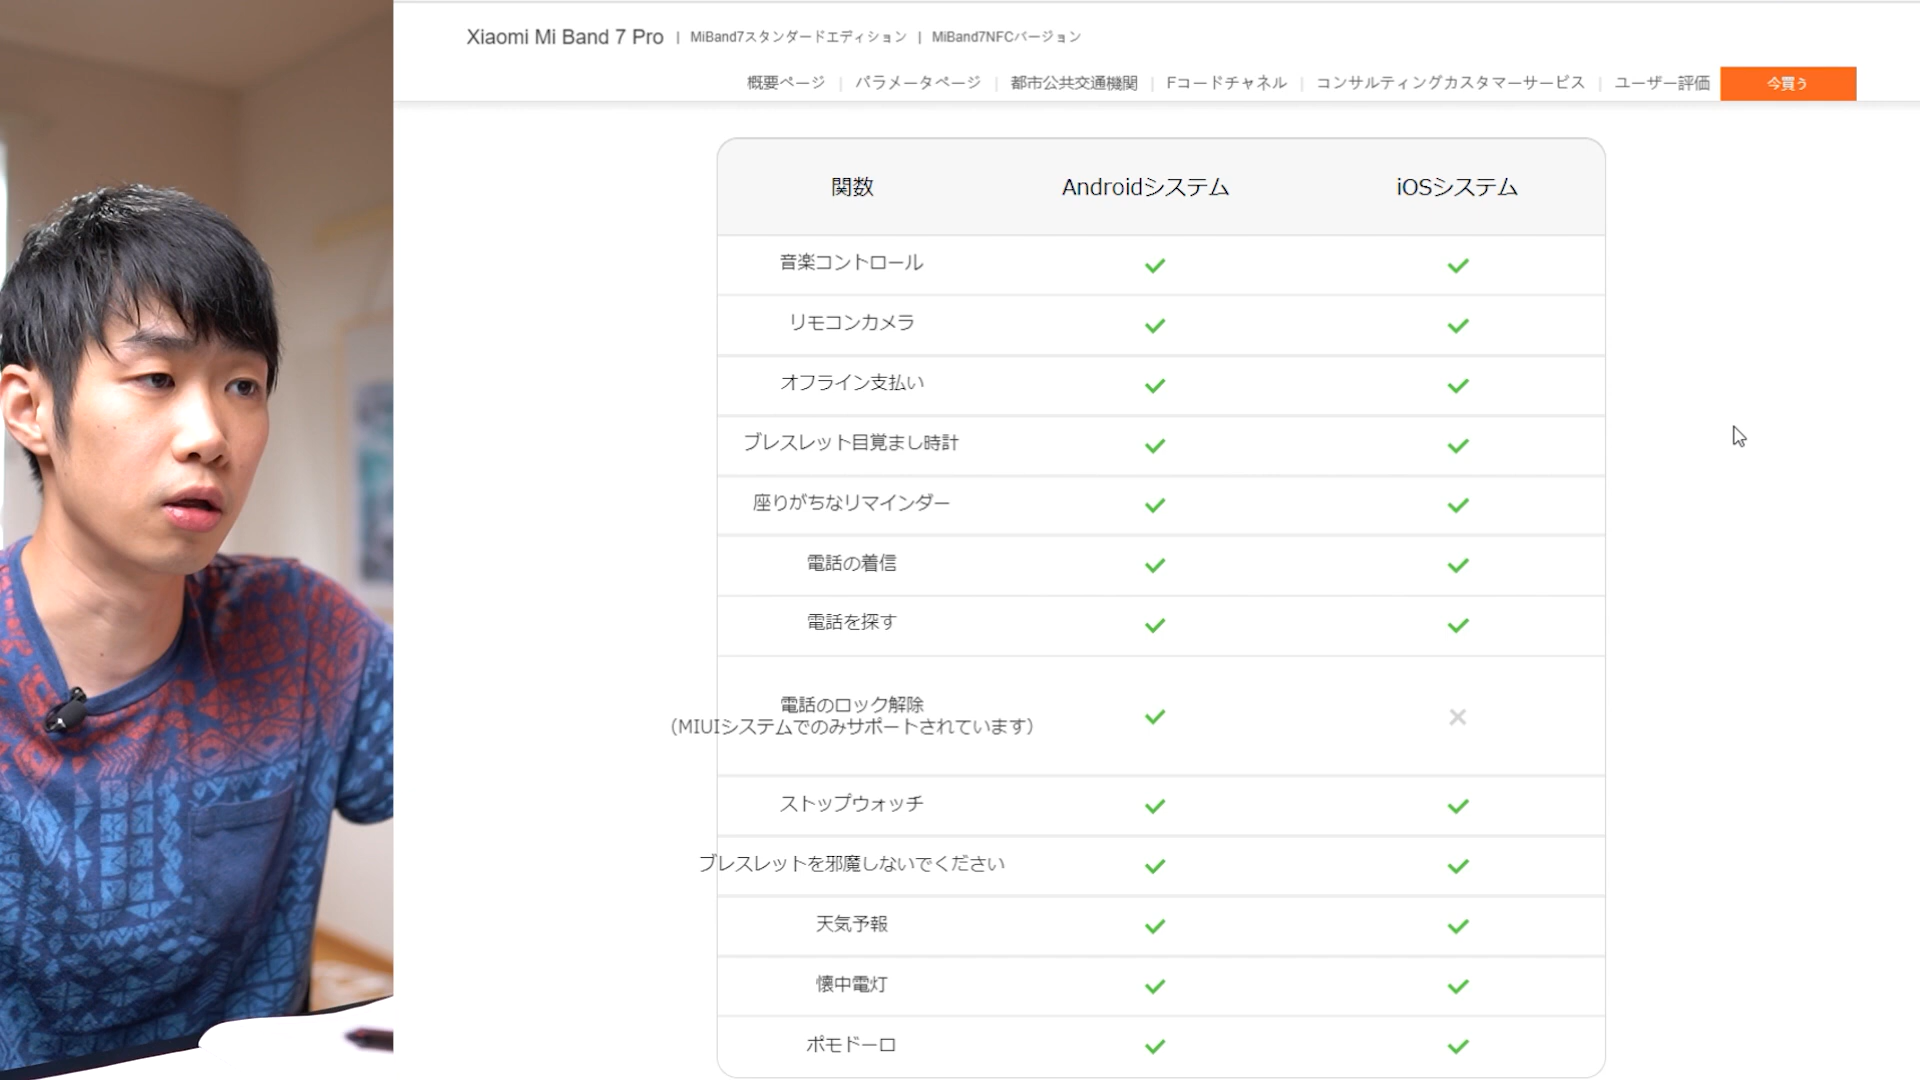 Xiaomi Mi Band 7 Pro | MiBand7スタンダードエディション | MiBand7NFCバージョン
概要ページ | パラメータページ | 都市公共交通機関 | Fコードチャネル | コンサルティングカスタマーサービス | ユーザー評価 今買う
関数 Androidシステム iOSシステム
音楽コントロール
リモコンカメラ
オフライン支払い
ブレスレット目覚まし時計
座りがちなリマインダー
電話の着信
電話を探す
電話のロック解除
（MIUIシステムでのみサポートされています）
ストップウォッチ
ブレスレットを邪魔しないでください
天気予報
懐中電灯
ポモドーロ